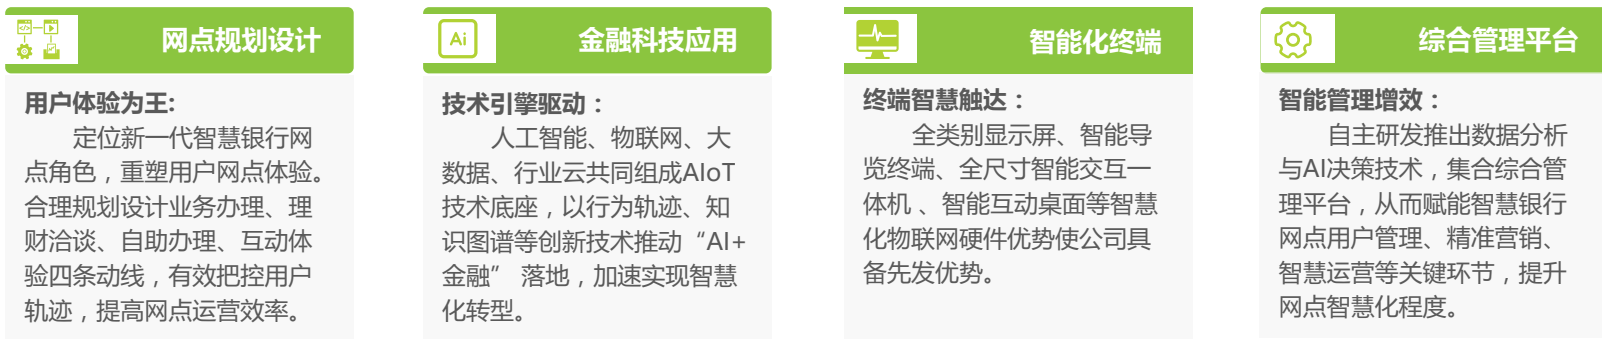 网点规划设计
用户体验为王:
定位新一代智慧银行网
点角色，重塑用户网点体验。
合理规划设计业务办理、理
财洽谈、自助办理、互动体
验四条动线，有效把控用户
轨迹，提高网点运营效率。
Ai
金融科技应用
技术引擎驱动：
人工智能、物联网、大
数据、行业云共同组成AIoT
技术底座，以行为轨迹、知
识图谱等创新技术推动“AI+
金融” 落地，加速实现智慧
化转型。
智能化终端
终端智慧触达：
全类别显示屏、智能导
览终端、全尺寸智能交互一
体机 、智能互动桌面等智慧
化物联网硬件优势使公司具
备先发优势。
综合管理平台
智能管理增效：
自主研发推出数据分析
与AI决策技术，集合综合管
理平台，从而赋能智慧银行
网点用户管理、精准营销、
智慧运营等关键环节，提升
网点智慧化程度。